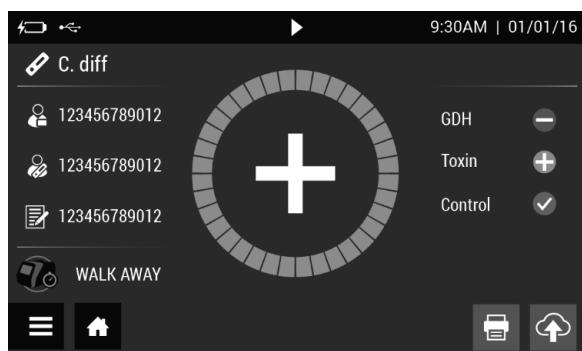 9:30AM | 01/01/16
C. diff
123456789012
123456789012
123456789012
WALK AWAY
GDH
Toxin
Control